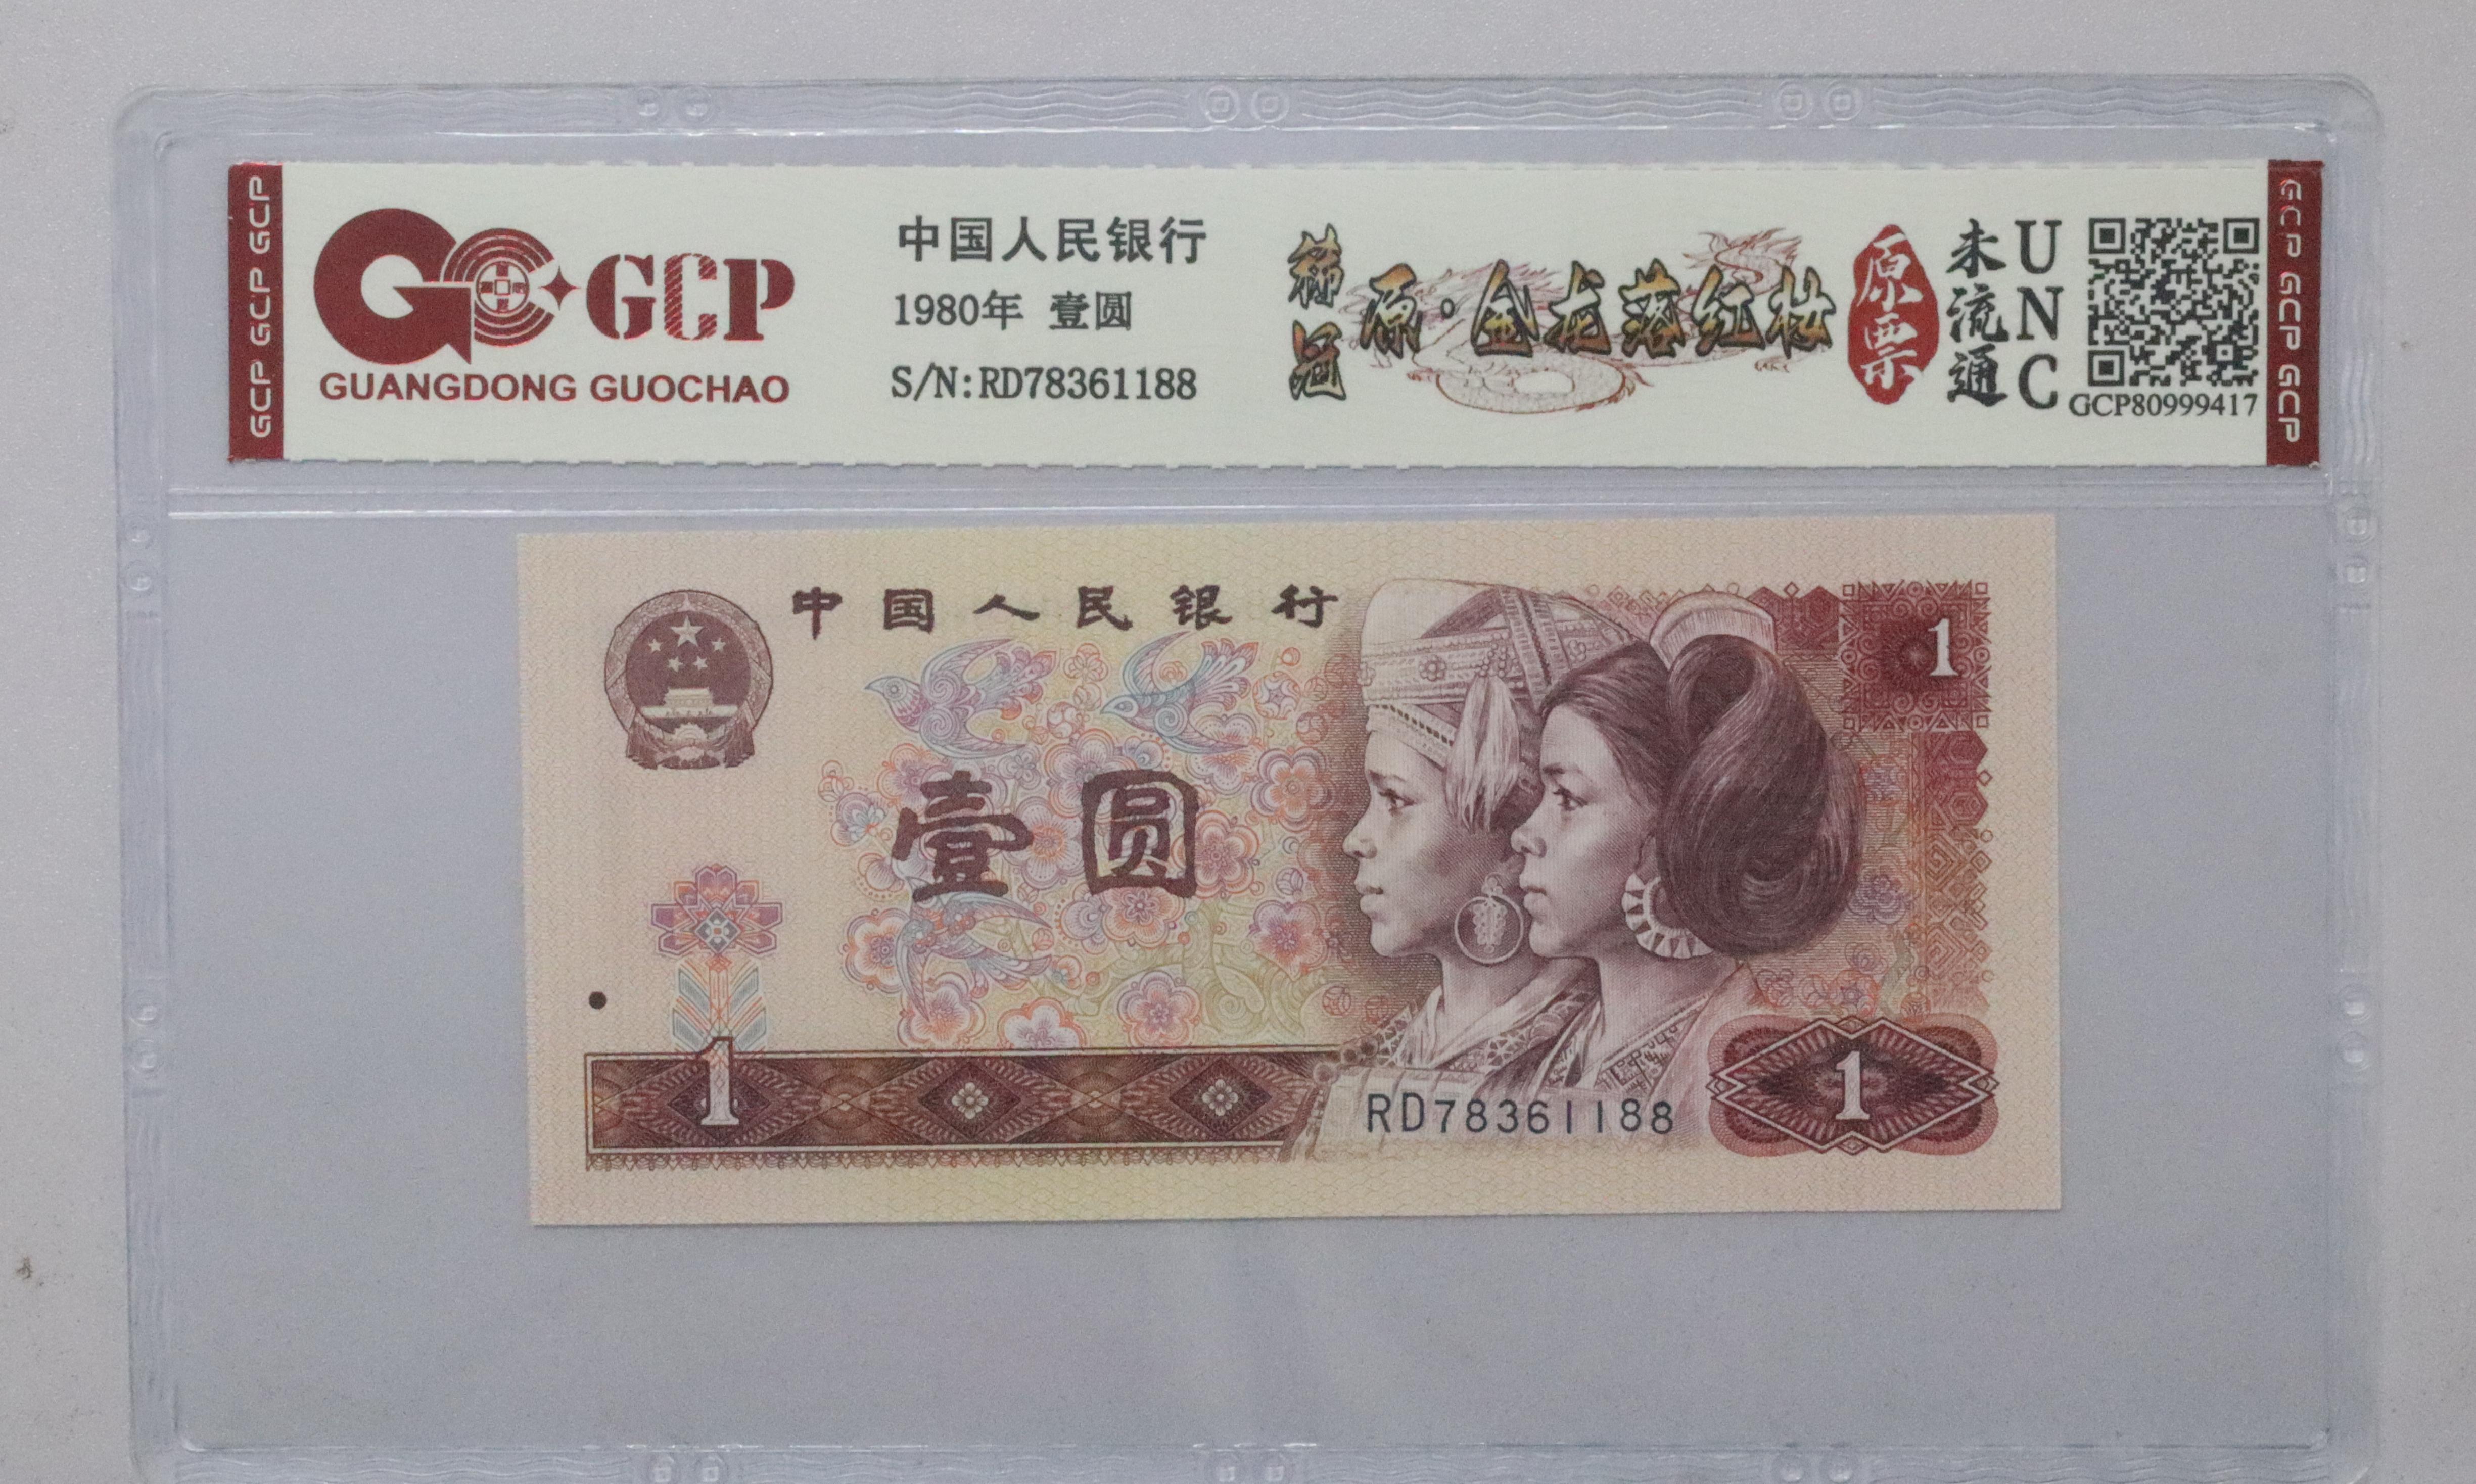 GCP GCP GCP
GCP
GUANGDONG GUOCHAO
中国人民银行
1980年 壹圆
S/N:RD78361188
稀冠
原·金龙落红妆
原票
未流通
UNC
GCP80999417
GCP GCP GCP
中国人民银行
1
壹圆
1
RD78361188
1